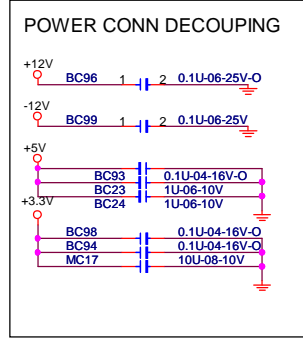 POWER CONN DECOUPING
+12V
BC96 1 2 0.1U-06-25V-O
-12V
BC99 1 2 0.1U-06-25V
+5V
BC93 0.1U-04-16V-O
BC23 1U-06-10V
BC24 1U-06-10V
+3.3V
BC98 0.1U-04-16V-O
BC94 0.1U-04-16V-O
MC17 10U-08-10V